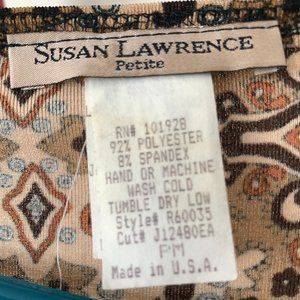 SUSAN LAWRENCE
Petite
RN# 101928
92% POLYESTER
8% SPANDEX
HAND OR MACHINE
WASH COLD
TUMBLE DRY LOW
Style# R60035
Cut# J12480EA
P'M
Made in U.S.A.